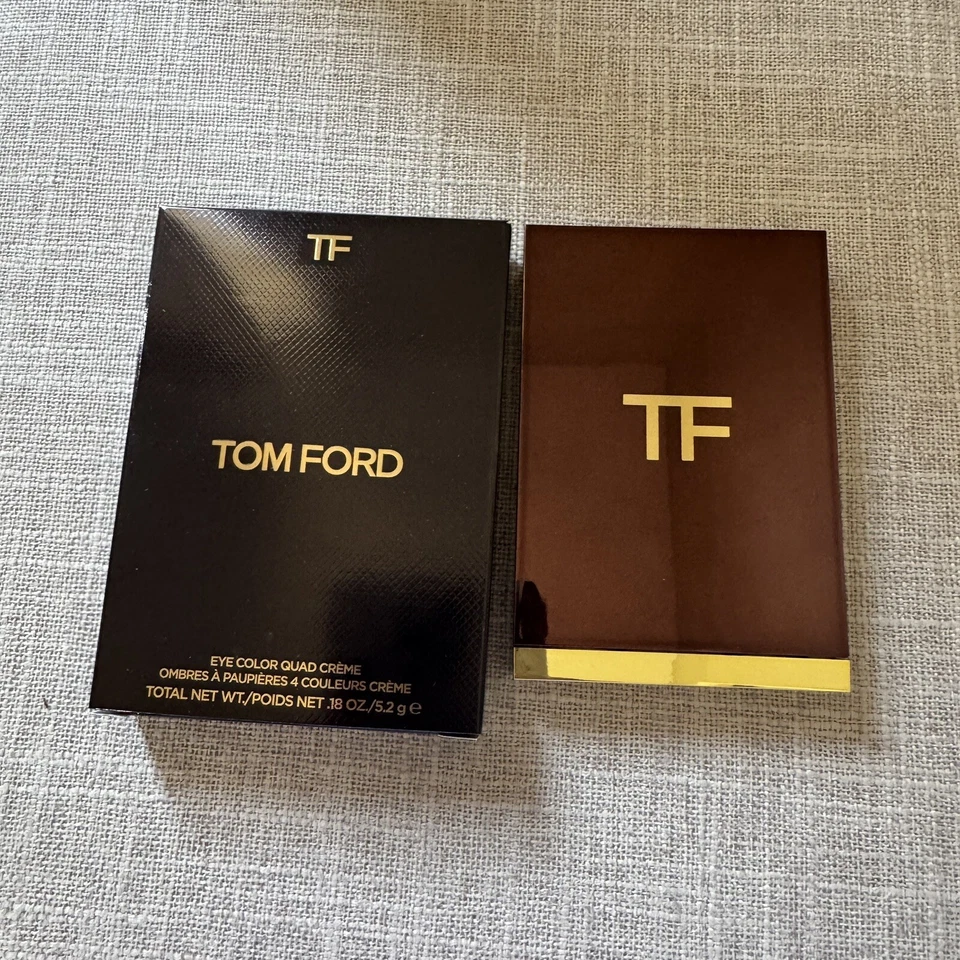 TF
TOM FORD
EYE COLOR QUAD CRÈME
OMBRES À PAUPIÈRES 4 COULEURS CRÈME
TOTAL NET WT./POIDS NET .18 OZ./5.2 g ℮
TF